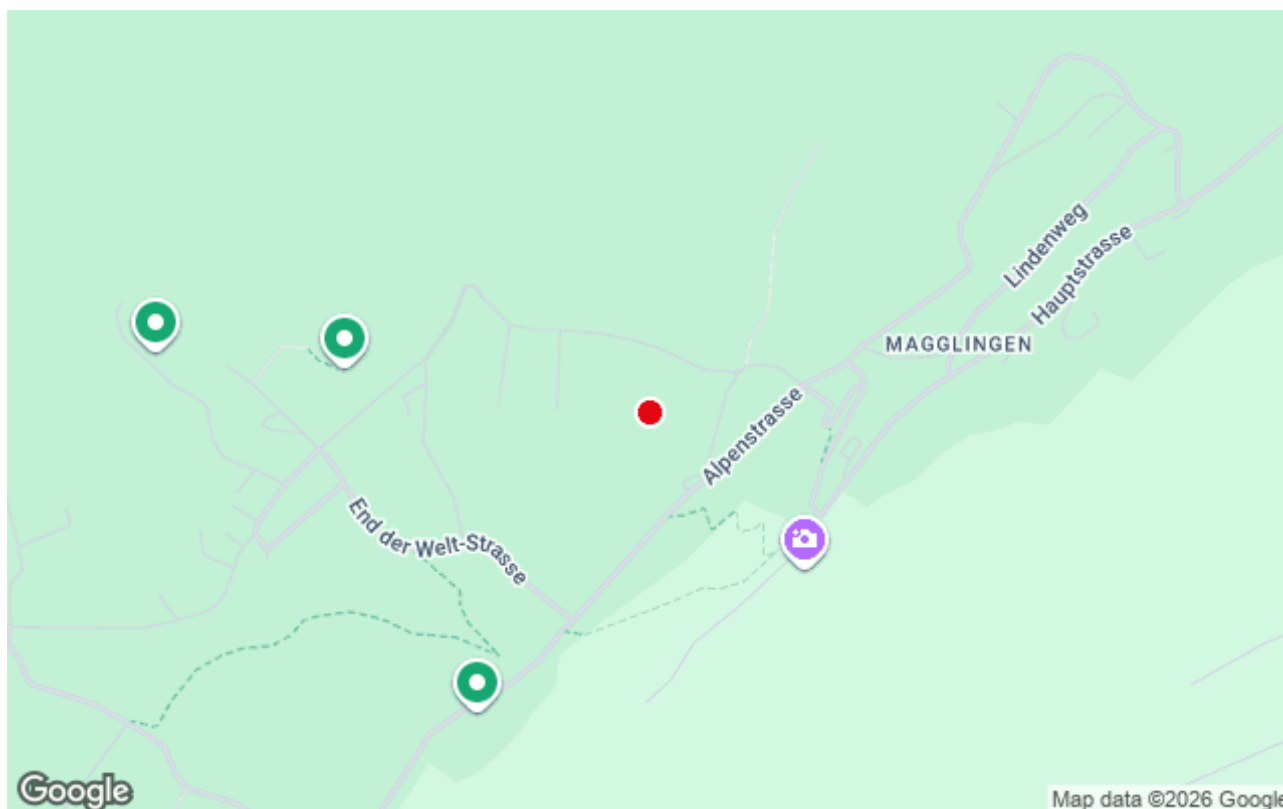 Lindenweg
Hauptstrasse
MAGGLINGEN
Alpenstrasse
End der Welt-Strasse
Google
Map data ©2026 Google